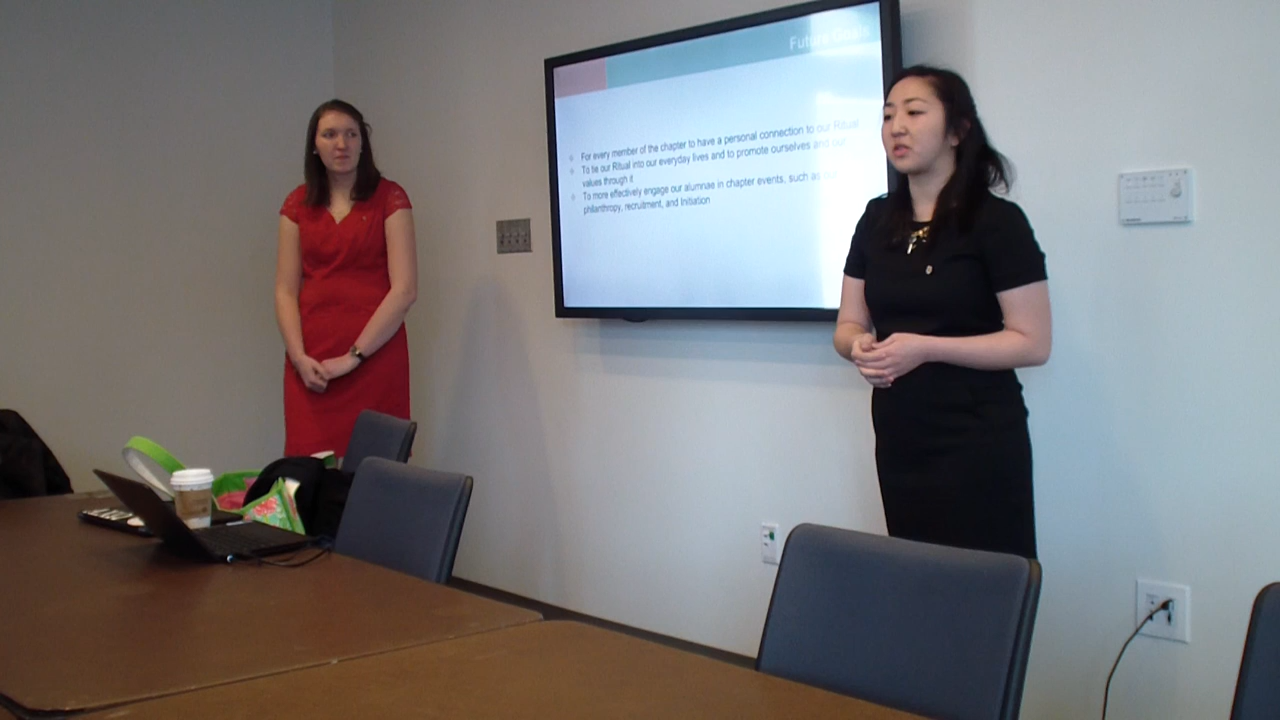 Future Goals
For every member of the chapter to have a personal connection to our Ritual
To tie our Ritual into our everyday lives and to promote ourselves and our
values through it
To more effectively engage our alumnae in chapter events, such as our
philanthropy, recruitment, and Initiation